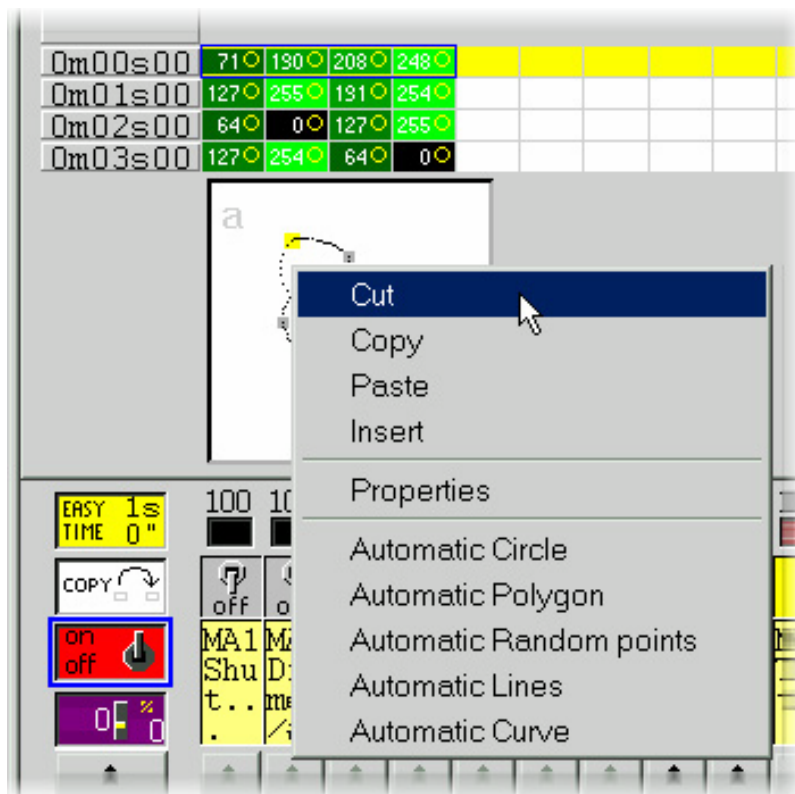 0m00s00 71 190 208 248
0m01s00 127 255 191 254
0m02s00 64 0 127 255
0m03s00 127 254 64 0
a
Cut
Copy
Paste
Insert
Properties
Automatic Circle
Automatic Polygon
Automatic Random points
Automatic Lines
Automatic Curve
EASY 1s
TIME 0"
100 10
COPY
off
on
off
MA1
Shu
t..
.
0 % 0